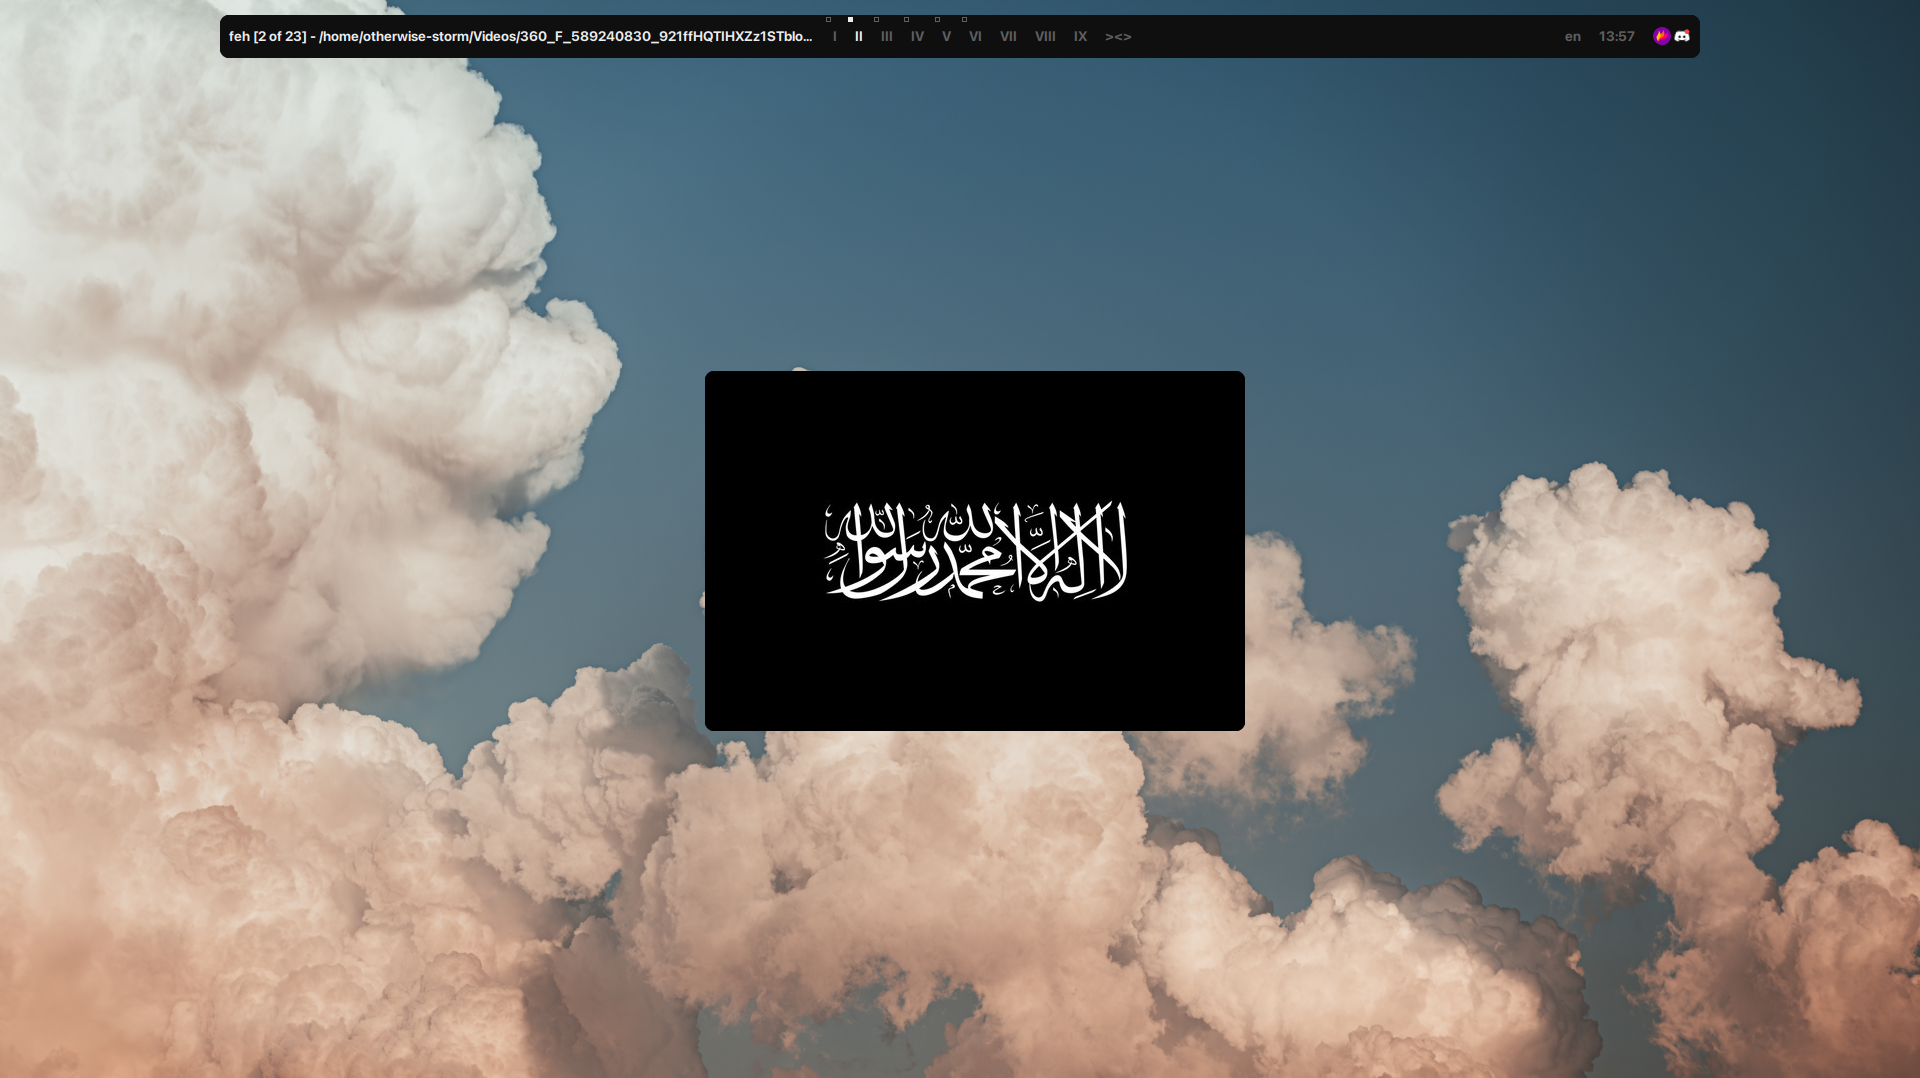 feh [2 of 23] - /home/otherwise-storm/Videos/360_F_589240830_921ffHQTIHXZz1STblo... I II III IV V VI VII VIII IX ><> en 13:57
لا إله إلا الله محمد رسول الله